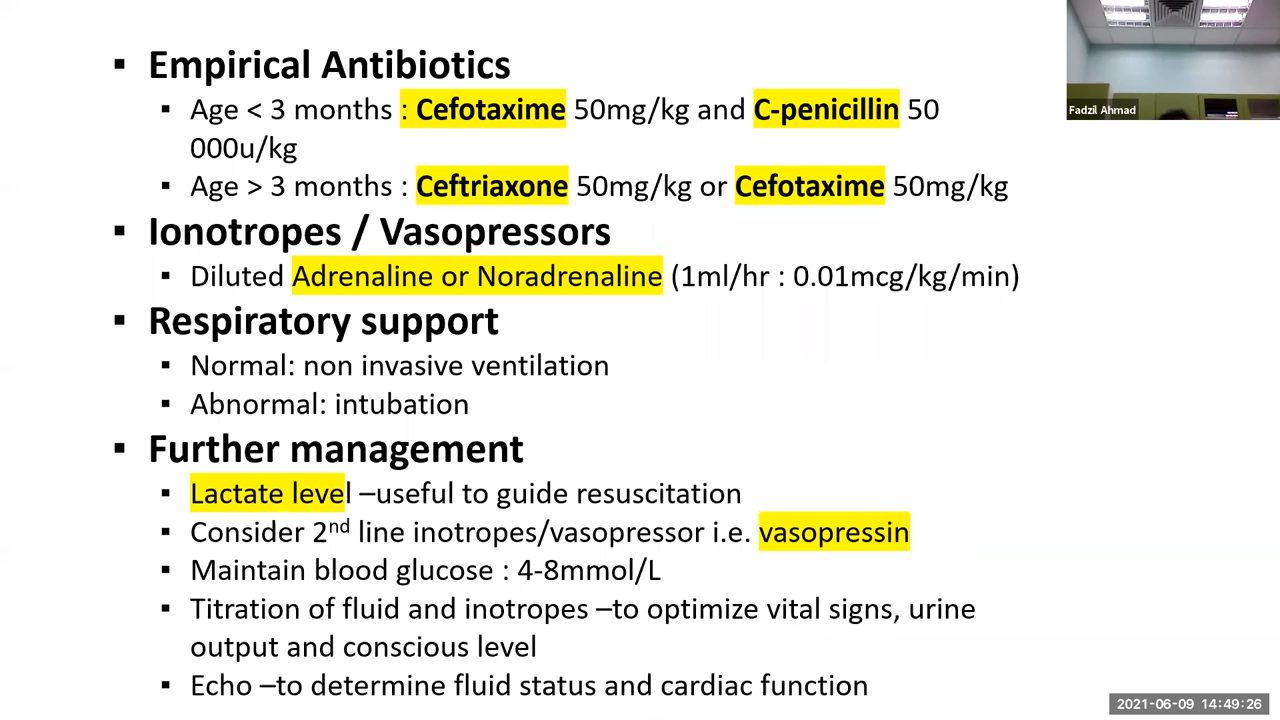 ▪ Empirical Antibiotics
▪ Age < 3 months : Cefotaxime 50mg/kg and C-penicillin 50
000u/kg
▪ Age > 3 months : Ceftriaxone 50mg/kg or Cefotaxime 50mg/kg
▪ Ionotropes / Vasopressors
▪ Diluted Adrenaline or Noradrenaline (1ml/hr : 0.01mcg/kg/min)
▪ Respiratory support
▪ Normal: non invasive ventilation
▪ Abnormal: intubation
▪ Further management
▪ Lactate level –useful to guide resuscitation
▪ Consider 2nd line inotropes/vasopressor i.e. vasopressin
▪ Maintain blood glucose : 4-8mmol/L
▪ Titration of fluid and inotropes –to optimize vital signs, urine
output and conscious level
▪ Echo –to determine fluid status and cardiac function
Fadzil Ahmad
2021-06-09 14:49:26